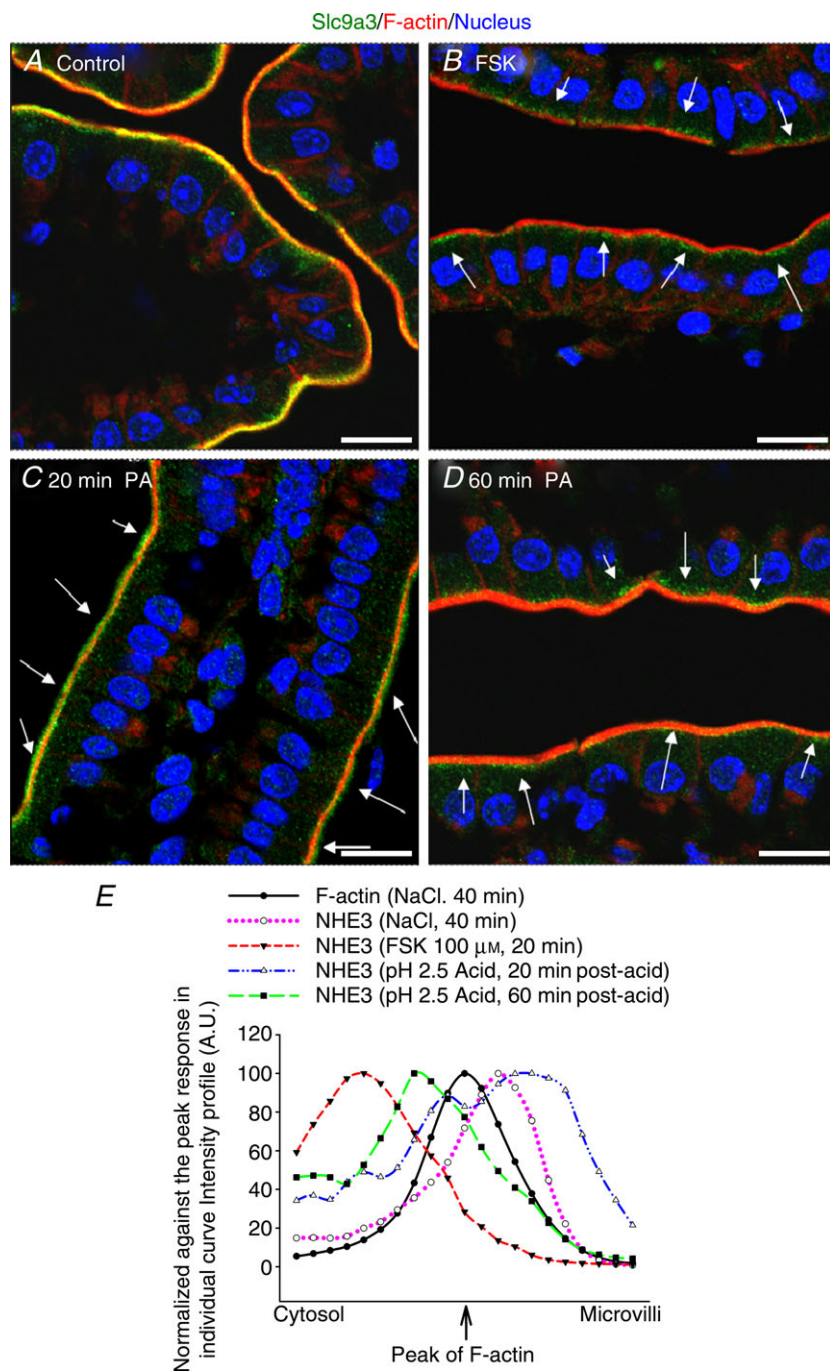 Slc9a3/F-actin/Nucleus
A Control
B FSK
C 20 min PA
D 60 min PA
E
F-actin (NaCl. 40 min)
NHE3 (NaCl, 40 min)
NHE3 (FSK 100 μM, 20 min)
NHE3 (pH 2.5 Acid, 20 min post-acid)
NHE3 (pH 2.5 Acid, 60 min post-acid)
Normalized against the peak response in
individual curve Intensity profile (A.U.)
120
100
80
60
40
20
0
Cytosol
Microvilli
Peak of F-actin